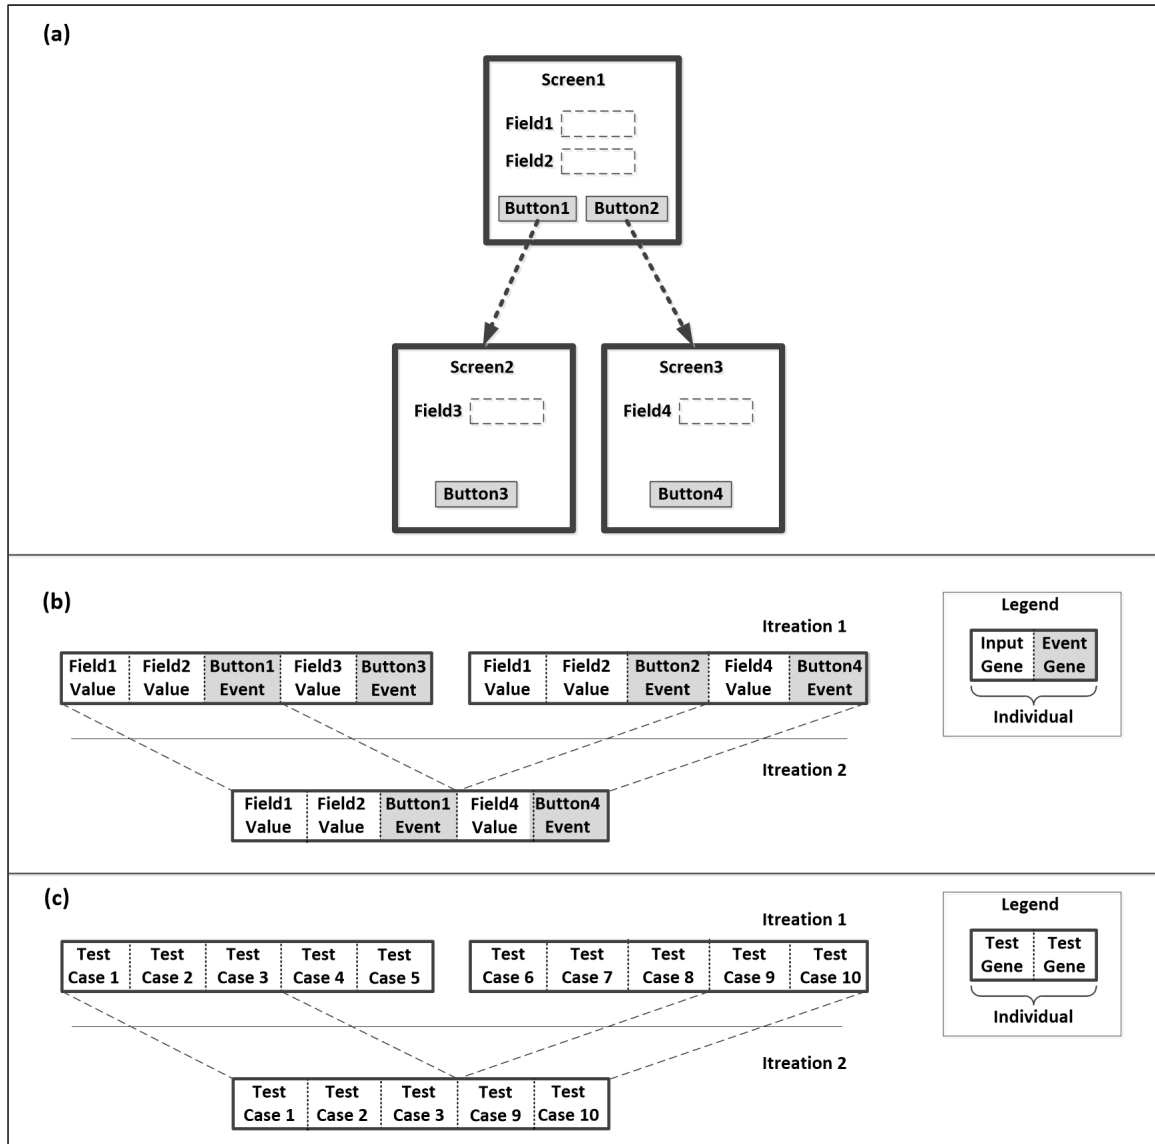 (a)
Screen1
Field1
Field2
Button1 Button2
Screen2 Screen3
Field3 Field4
Button3 Button4
(b)
Itreation 1
Legend
Field1 Field2 Button1 Field3 Button3
Value Value Event Value Event
Field1 Field2 Button2 Field4 Button4
Value Value Event Value Event
Input Event
Gene Gene
Individual
Itreation 2
Field1 Field2 Button1 Field4 Button4
Value Value Event Value Event
(c)
Itreation 1
Legend
Test Test Test Test Test
Case 1 Case 2 Case 3 Case 4 Case 5
Test Test Test Test Test
Case 6 Case 7 Case 8 Case 9 Case 10
Test Test
Gene Gene
Individual
Itreation 2
Test Test Test Test Test
Case 1 Case 2 Case 3 Case 9 Case 10